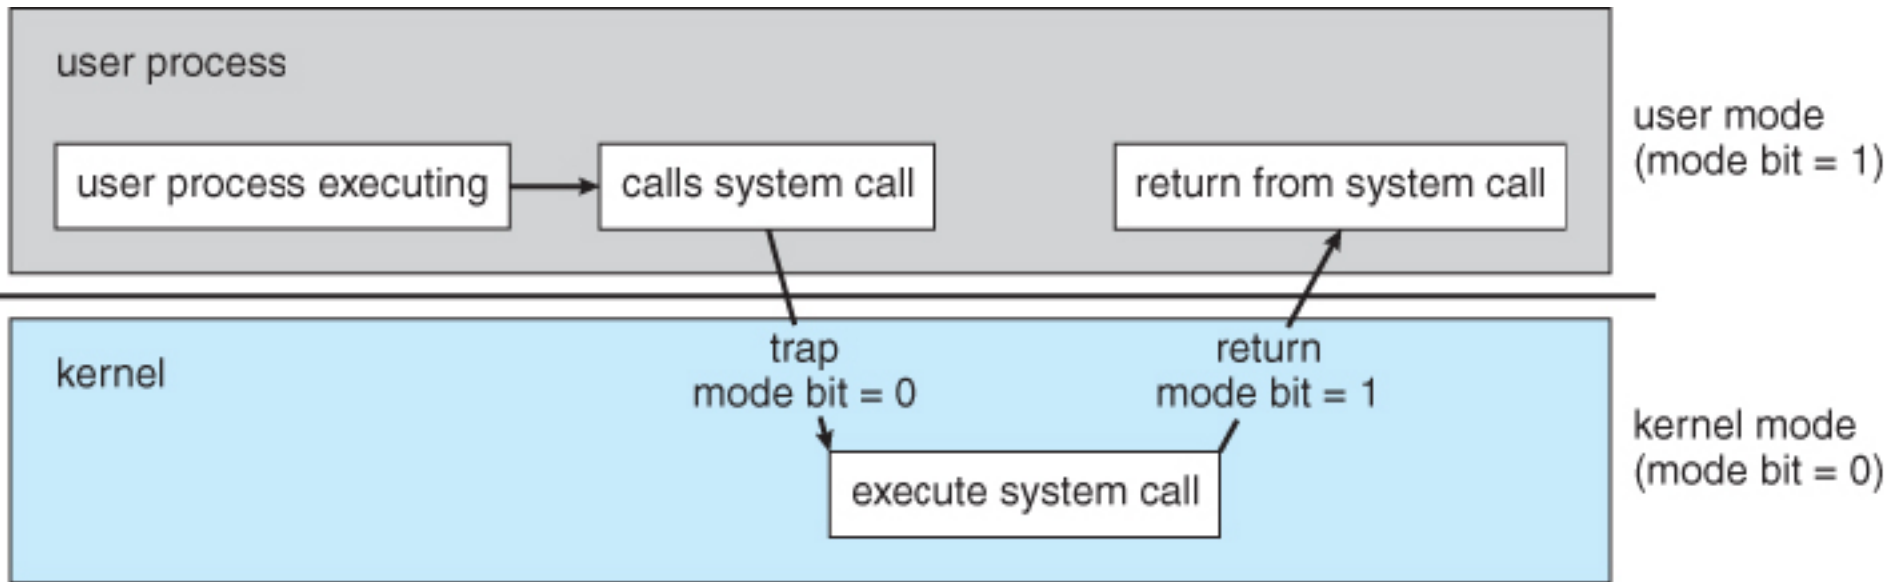 user process
user process executing
calls system call
return from system call
user mode
(mode bit = 1)
kernel
trap
mode bit = 0
return
mode bit = 1
execute system call
kernel mode
(mode bit = 0)